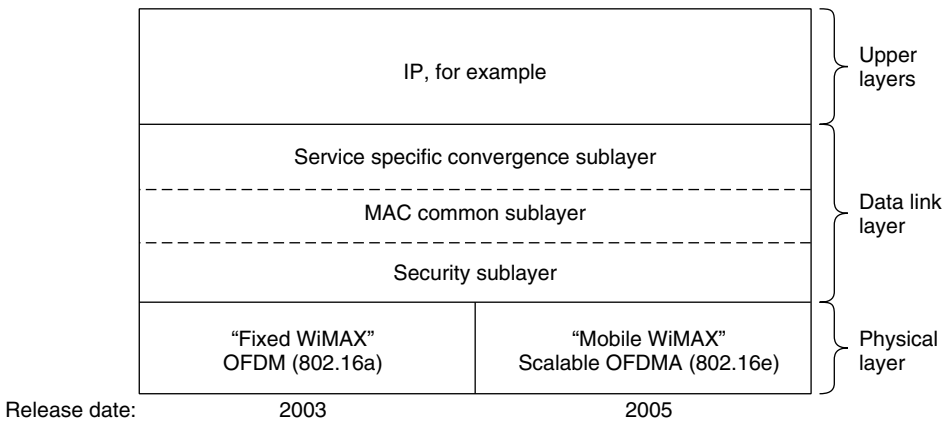 IP, for example
Upper
layers
Service specific convergence sublayer
MAC common sublayer
Security sublayer
Data link
layer
“Fixed WiMAX”
OFDM (802.16a)
“Mobile WiMAX”
Scalable OFDMA (802.16e)
Physical
layer
Release date: 2003 2005